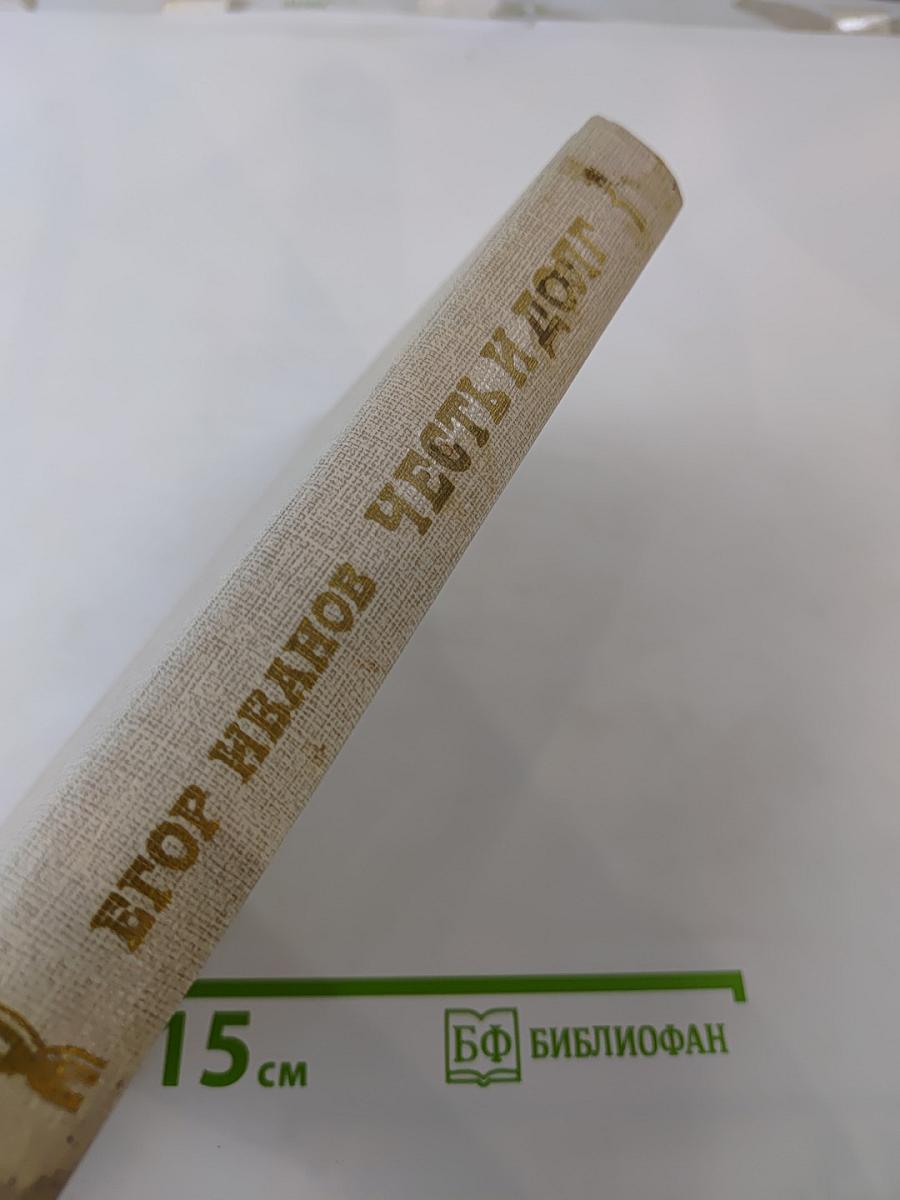 ЕГОР ИВАНОВ ЧЕСТЬ И ДОЛГ
15 см
БФ БИБЛИОФАН